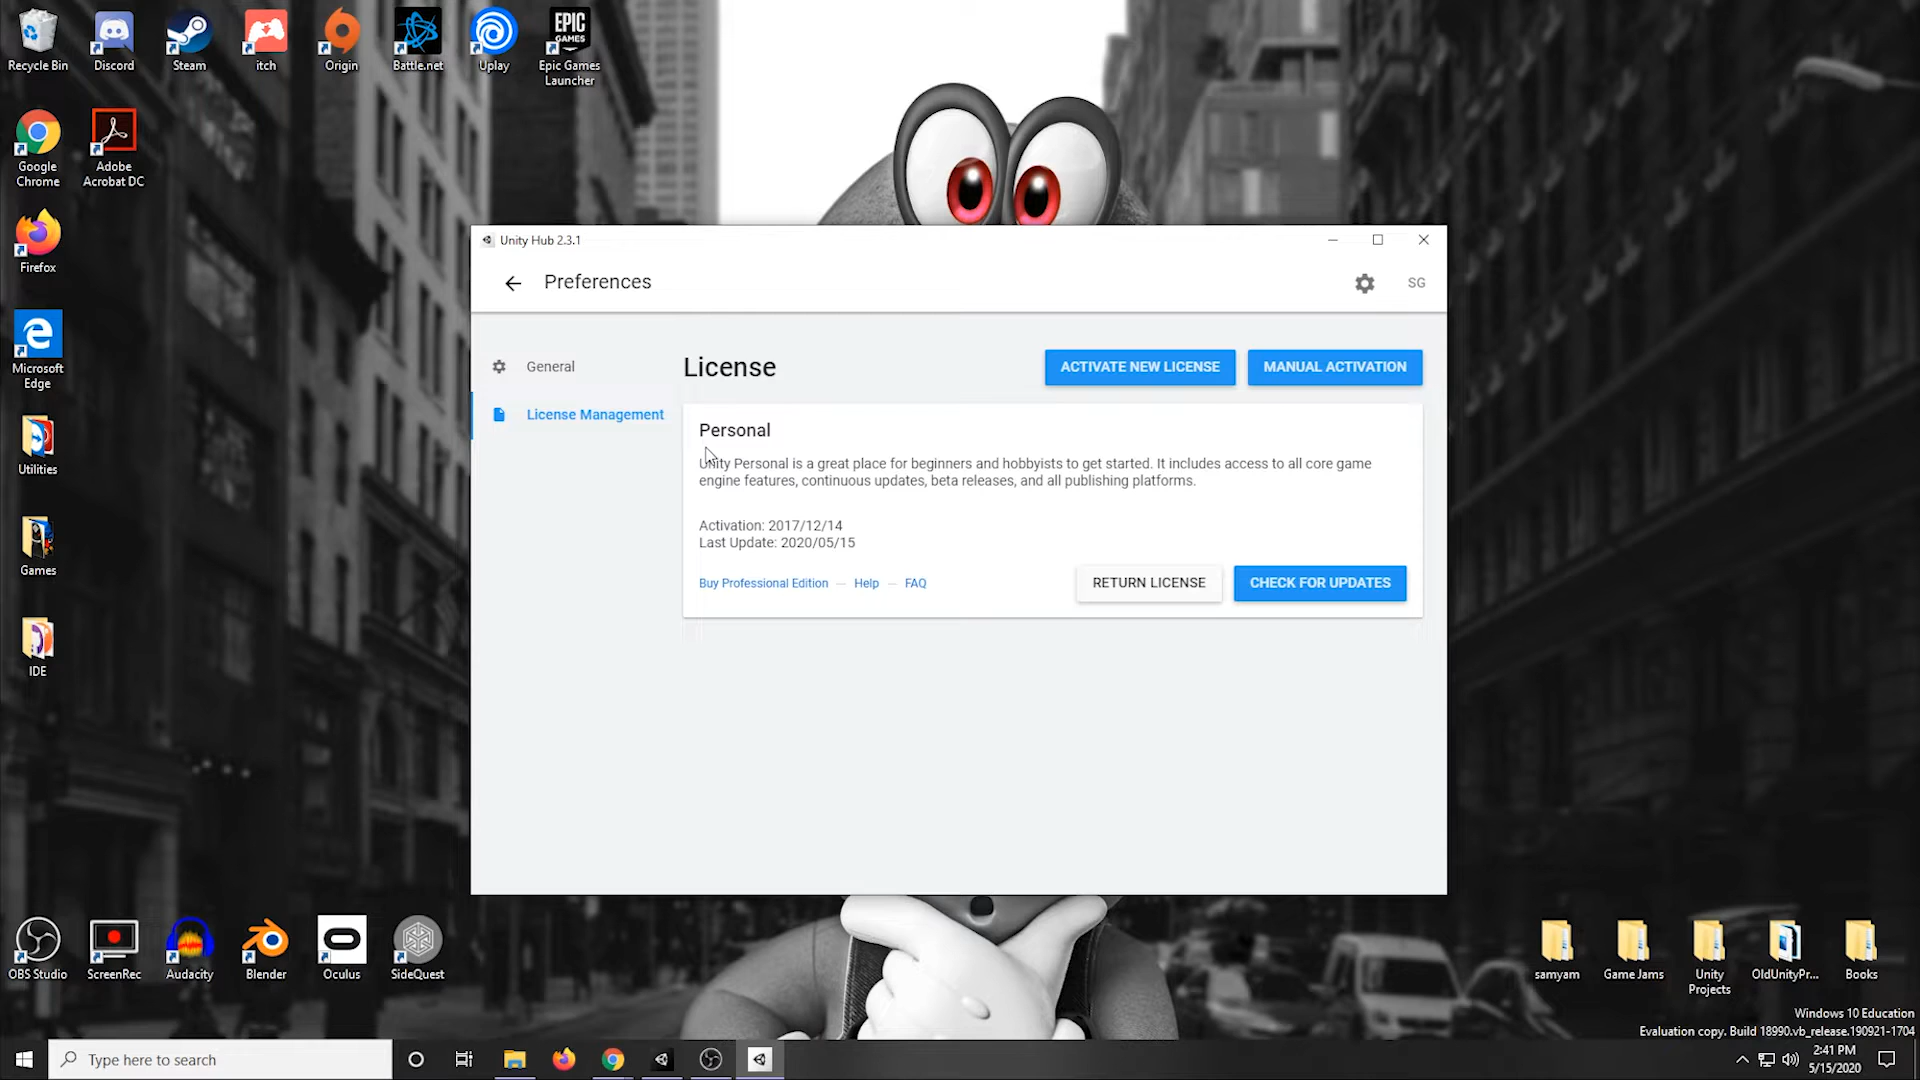 Recycle Bin
Discord
Steam
itch
Origin
Battle.net
Uplay
EPIC
GAMES
Epic Games
Launcher
Google
Chrome
Adobe
Acrobat DC
Firefox
Microsoft
Edge
Utilities
Games
IDE
Unity Hub 2.3.1
Preferences
SG
General
License Management
License
ACTIVATE NEW LICENSE
MANUAL ACTIVATION
Personal
Unity Personal is a great place for beginners and hobbyists to get started. It includes access to all core game
engine features, continuous updates, beta releases, and all publishing platforms.
Activation: 2017/12/14
Last Update: 2020/05/15
Buy Professional Edition — Help — FAQ
RETURN LICENSE
CHECK FOR UPDATES
OBS Studio
ScreenRec
Audacity
Blender
Oculus
SideQuest
samyam
Game Jams
Unity
Projects
OldUnityPr...
Books
Windows 10 Education
Evaluation copy. Build 18990.vb_release.190921-1704
Type here to search
2:41 PM
5/15/2020